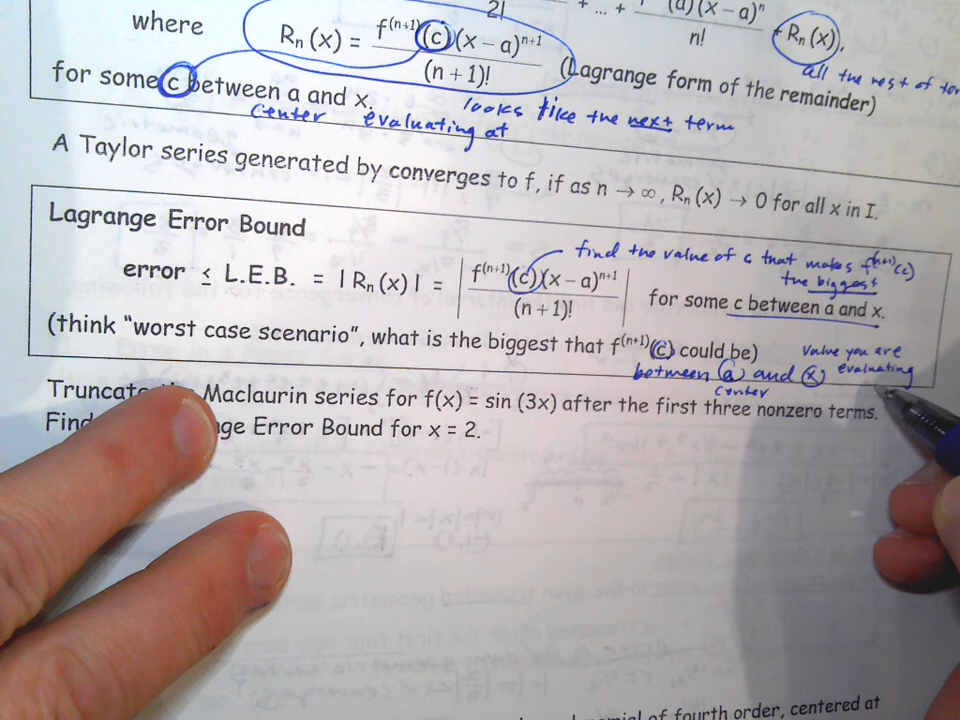 2! + ... + (a)(x - a)ⁿ
n! + Rₙ(x),
where Rₙ(x) = f⁽ⁿ⁺¹⁾(c)(x - a)ⁿ⁺¹
(n + 1)! (Lagrange form of the remainder)
all the rest of
for some c between a and x.
center evaluating at looks like the next term
A Taylor series generated by converges to f, if as n → ∞, Rₙ(x) → 0 for all x in I.
Lagrange Error Bound
find the value of c that makes f⁽ⁿ⁺¹⁾(c)
the biggest
error ≤ L.E.B. = | Rₙ(x) | = | f⁽ⁿ⁺¹⁾(c)(x - a)ⁿ⁺¹
(n + 1)! | for some c between a and x.
(think "worst case scenario", what is the biggest that f⁽ⁿ⁺¹⁾(c) could be)
between a and x value you are
center evaluating
Maclaurin series for f(x) = sin (3x) after the first three nonzero terms.
Error Bound for x = 2.
of fourth order, centered at